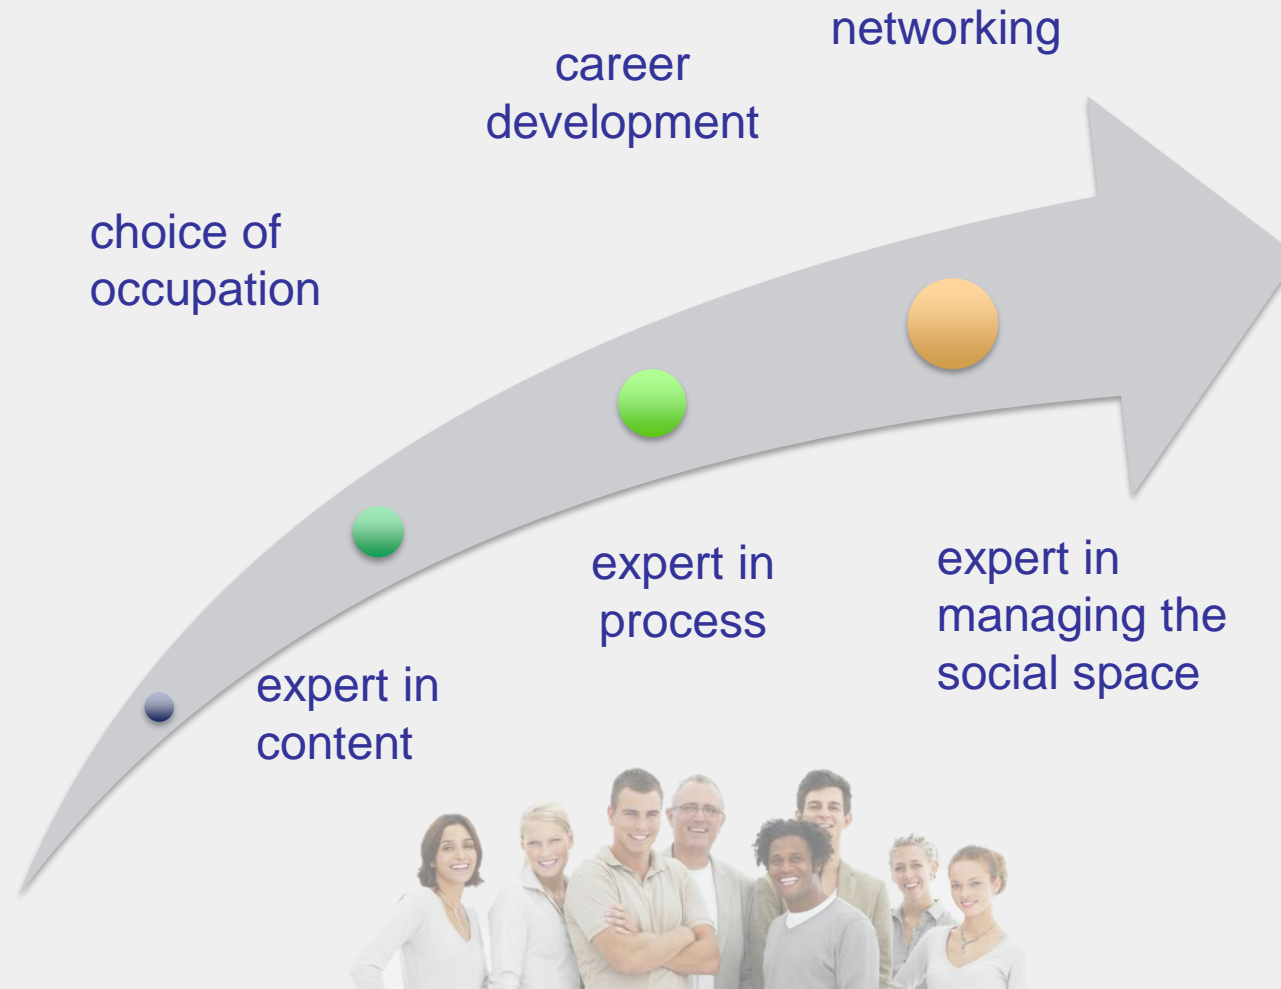 networking
career
development
choice of
occupation
expert in
process
expert in
managing the
social space
expert in
content